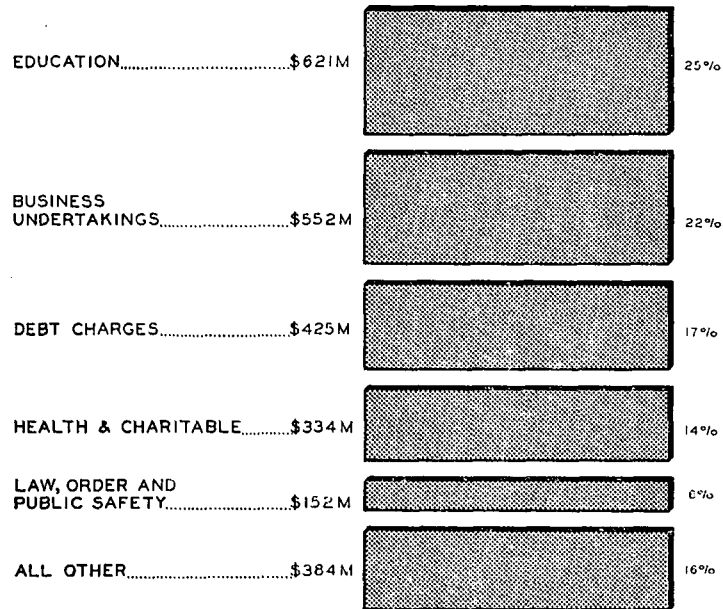 EDUCATION $621M 25%
BUSINESS
UNDERTAKINGS $552M 22%
DEBT CHARGES $425M 17%
HEALTH & CHARITABLE $334M 14%
LAW, ORDER AND
PUBLIC SAFETY $152M 6%
ALL OTHER $384M 16%